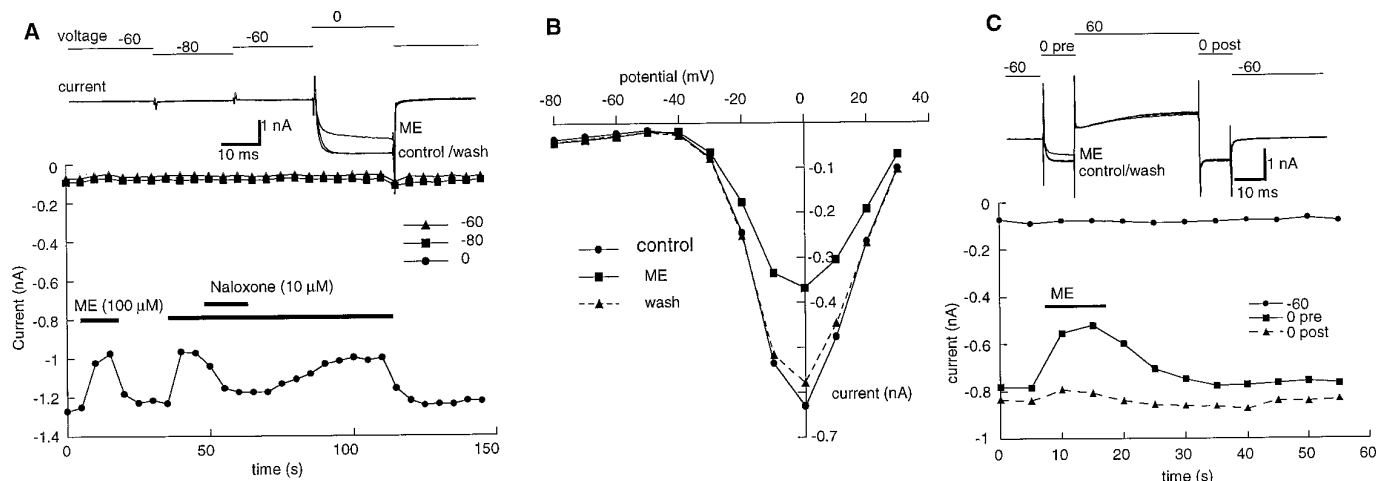 A
voltage
-60
-80
-60
0
current
1 nA
10 ms
ME
control /wash
0
-0.2
-0.4
-0.6
-0.8
-1
-1.2
-1.4
Current (nA)
-60
-80
0
ME (100 µM)
Naloxone (10 µM)
0
50
100
150
time (s)
B
potential (mV)
-80
-60
-40
-20
0
20
40
-0.1
-0.2
-0.3
-0.4
-0.7
control
ME
wash
current (nA)
C
60
0 pre
0 post
-60
-60
ME
control/wash
1 nA
10 ms
0
-0.2
-0.4
-0.6
-0.8
-1
current (nA)
ME
-60
0 pre
0 post
0
10
20
30
40
50
60
time (s)